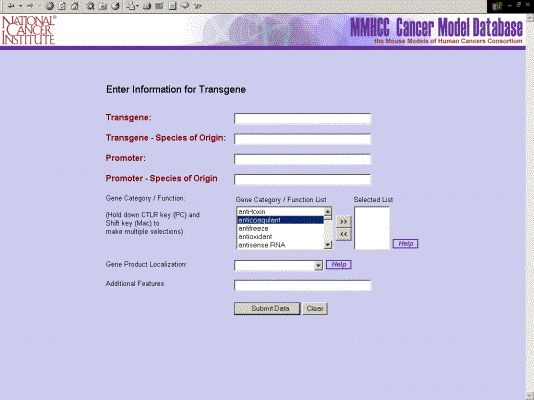 NATIONAL
CANCER
INSTITUTE
MMHCC Cancer Model Database
the Mouse Models of Human Cancers Consortium
Enter Information for Transgene
Transgene:
Transgene - Species of Origin:
Promoter:
Promoter - Species of Origin
Gene Category / Function:
Gene Category / Function List
Selected List
(Hold down CTLR key (PC) and
Shift key (Mac) to
make multiple selections)
anti-toxin
anticoagulant
antifreeze
antioxidant
antisense RNA
>>
<<
Help
Gene Product Localization:
Help
Additional Features
Submit Data
Clear